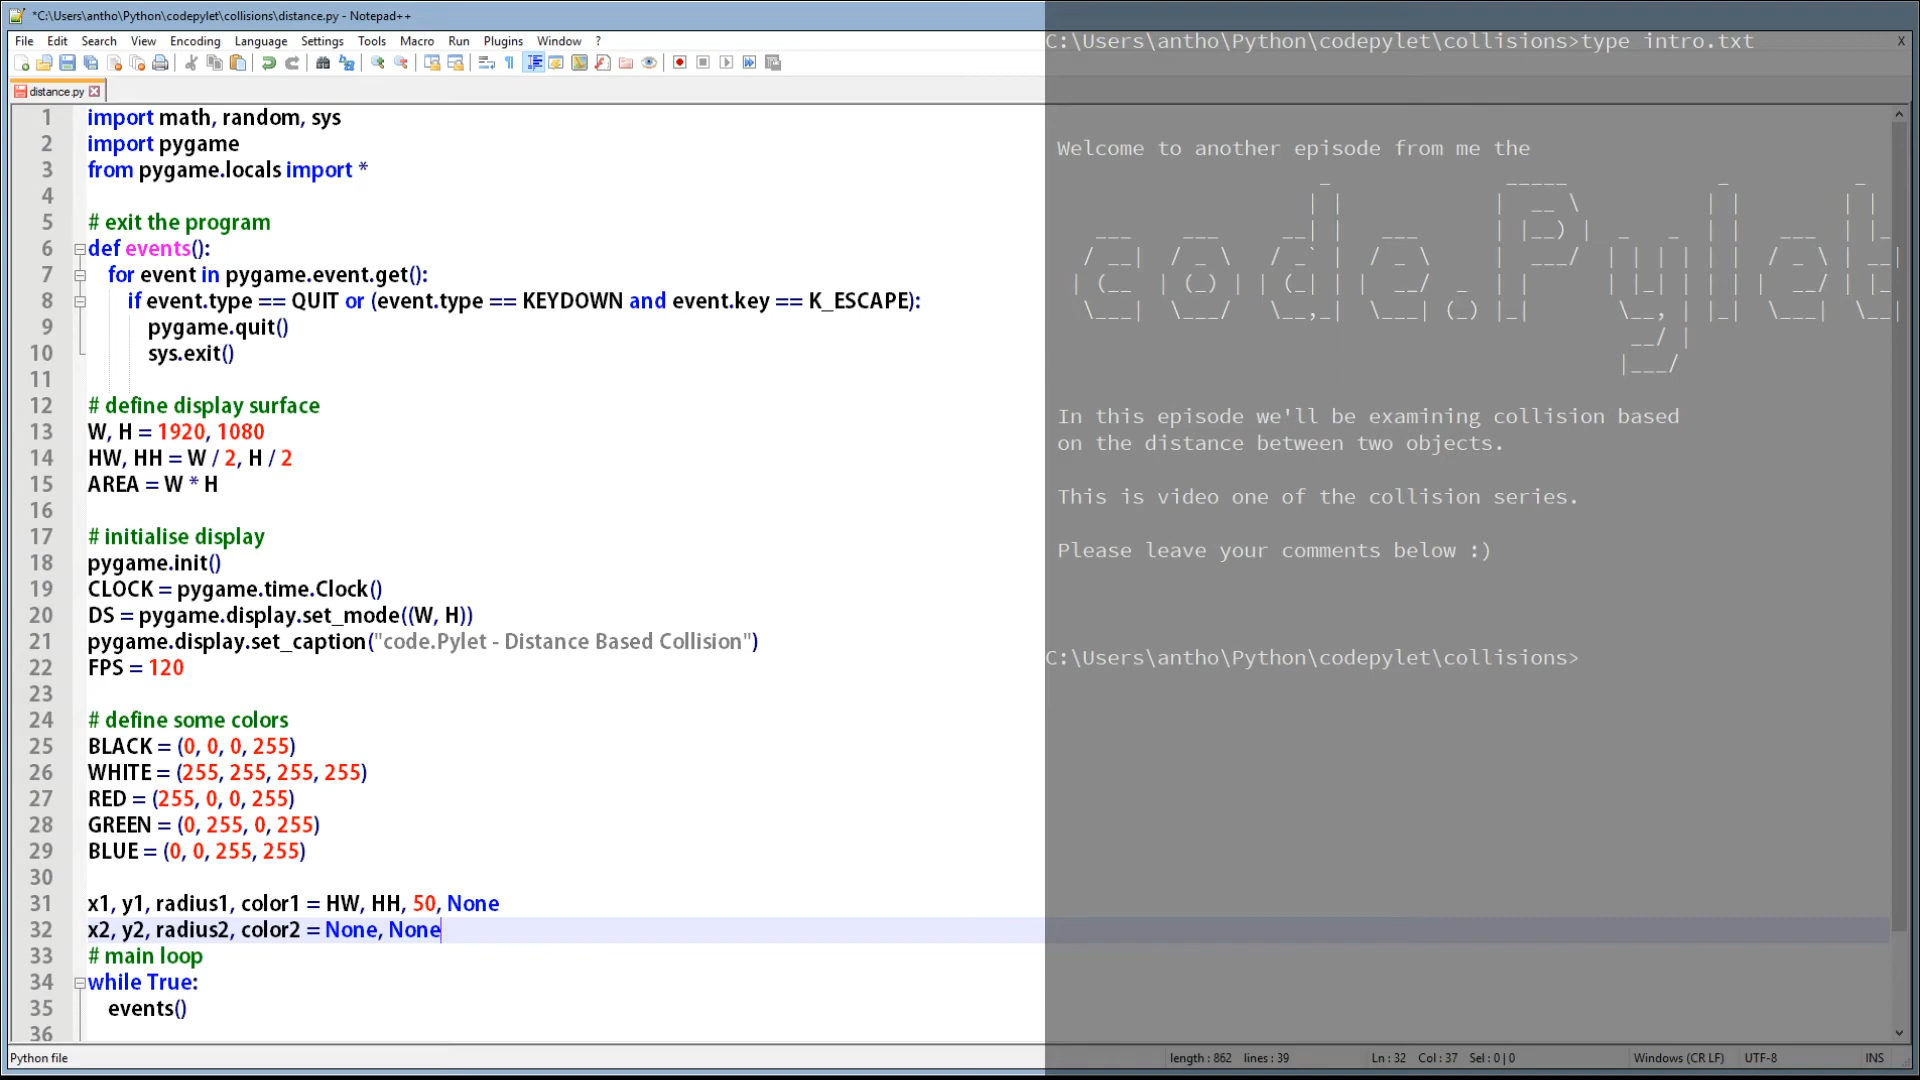 *C:\Users\antho\Python\codepylet\collisions\distance.py - Notepad++
File Edit Search View Encoding Language Settings Tools Macro Run Plugins Window ?
X
distance.py
1 import math, random, sys
2 import pygame
3 from pygame.locals import *
4
5 # exit the program
6 def events():
7 for event in pygame.event.get():
8 if event.type == QUIT or (event.type == KEYDOWN and event.key == K_ESCAPE):
9 pygame.quit()
10 sys.exit()
11
12 # define display surface
13 W, H = 1920, 1080
14 HW, HH = W / 2, H / 2
15 AREA = W * H
16
17 # initialise display
18 pygame.init()
19 CLOCK = pygame.time.Clock()
20 DS = pygame.display.set_mode((W, H))
21 pygame.display.set_caption("code.Pylet - Distance Based Collision")
22 FPS = 120
23
24 # define some colors
25 BLACK = (0, 0, 0, 255)
26 WHITE = (255, 255, 255, 255)
27 RED = (255, 0, 0, 255)
28 GREEN = (0, 255, 0, 255)
29 BLUE = (0, 0, 255, 255)
30
31 x1, y1, radius1, color1 = HW, HH, 50, None
32 x2, y2, radius2, color2 = None, None
33 # main loop
34 while True:
35 events()
36
C:\Users\antho\Python\codepylet\collisions>type intro.txt
Welcome to another episode from me the
code.Pylet
In this episode we'll be examining collision based
on the distance between two objects.
This is video one of the collision series.
Please leave your comments below :)
C:\Users\antho\Python\codepylet\collisions>
Python file length : 862 lines : 39 Ln : 32 Col : 37 Sel : 0 | 0 Windows (CR LF) UTF-8 INS